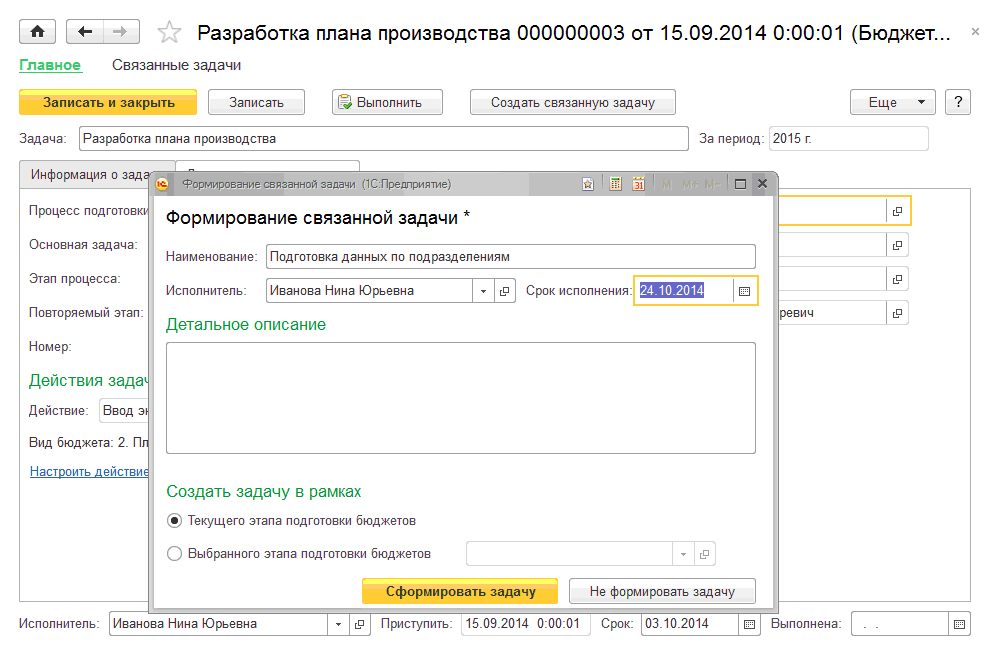 Разработка плана производства 000000003 от 15.09.2014 0:00:01 (Бюджет...
Главное Связанные задачи
Записать и закрыть Записать Выполнить Создать связанную задачу Еще ?
Задача: Разработка плана производства За период: 2015 г.
Информация о зада
Формирование связанной задачи (1С:Предприятие) 31 M M+ M-
Формирование связанной задачи *
Процесс подготовки
Основная задача:
Этап процесса:
Повторяемый этап: ревич
Номер:
Наименование: Подготовка данных по подразделениям
Исполнитель: Иванова Нина Юрьевна Срок исполнения: 24.10.2014
Детальное описание
Действия задач
Действие: Ввод эк
Вид бюджета: 2. Пл
Настроить действие
Создать задачу в рамках
Текущего этапа подготовки бюджетов
Выбранного этапа подготовки бюджетов
Сформировать задачу Не формировать задачу
Исполнитель: Иванова Нина Юрьевна Приступить: 15.09.2014 0:00:01 Срок: 03.10.2014 Выполнена: . .